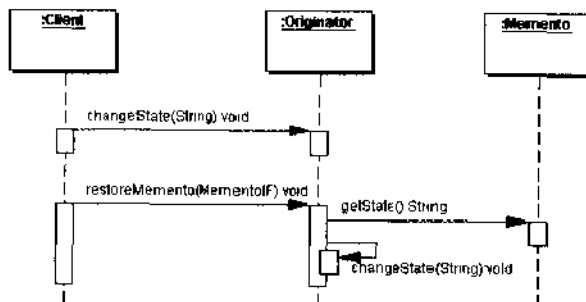 :Client
:Originator
:Memento
changeState(String) void
restoreMemento(MementoIF) void
getState() String
changeState(String) void